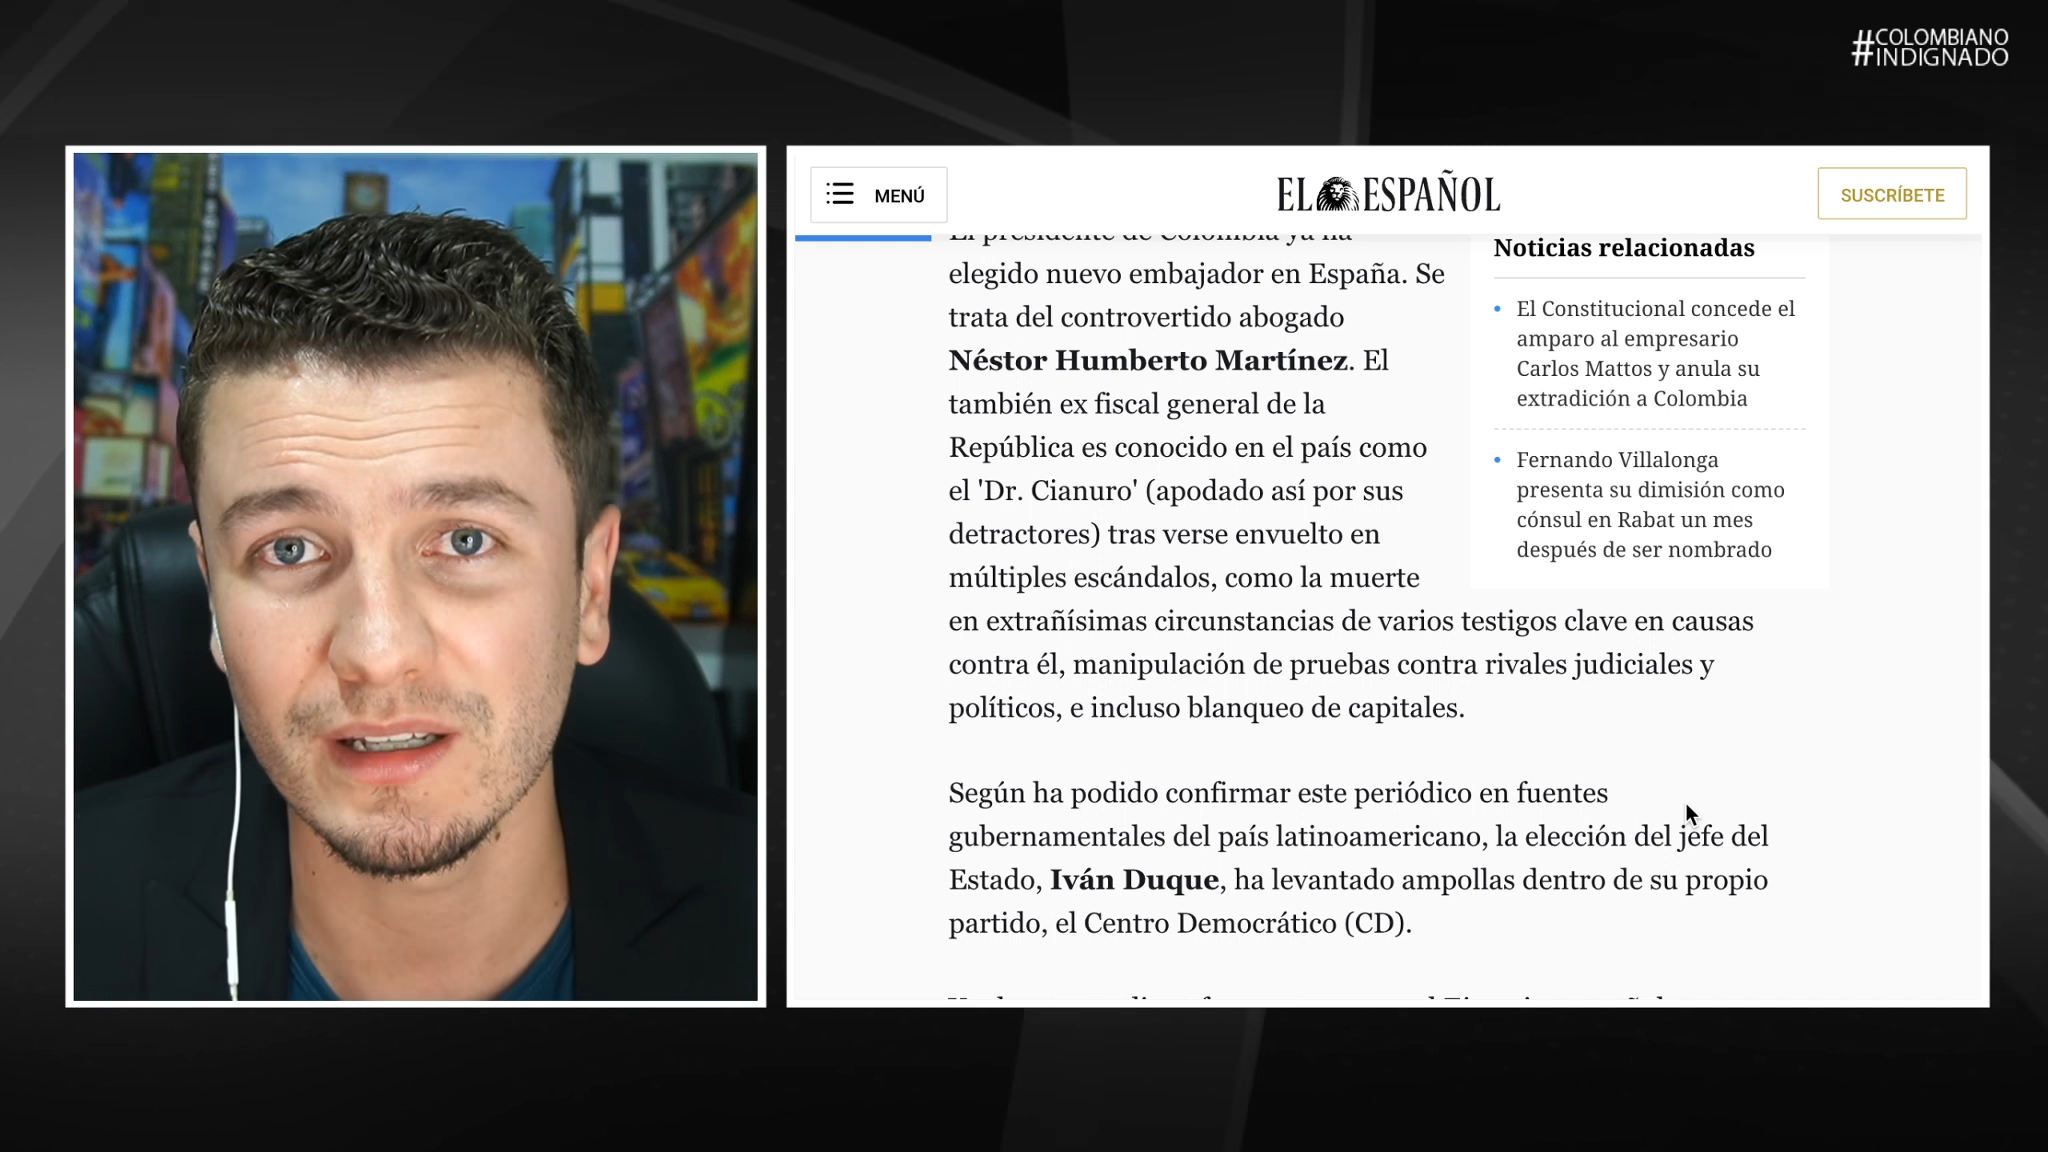 #COLOMBIANO
INDIGNADO
MENÚ
EL ESPAÑOL
SUSCRÍBETE
El presidente de Colombia ya ha
elegido nuevo embajador en España. Se
trata del controvertido abogado
Néstor Humberto Martínez. El
también ex fiscal general de la
República es conocido en el país como
el 'Dr. Cianuro' (apodado así por sus
detractores) tras verse envuelto en
múltiples escándalos, como la muerte
en extrañísimas circunstancias de varios testigos clave en causas
contra él, manipulación de pruebas contra rivales judiciales y
políticos, e incluso blanqueo de capitales.
Según ha podido confirmar este periódico en fuentes
gubernamentales del país latinoamericano, la elección del jefe del
Estado, Iván Duque, ha levantado ampollas dentro de su propio
partido, el Centro Democrático (CD).
Noticias relacionadas
El Constitucional concede el
amparo al empresario
Carlos Mattos y anula su
extradición a Colombia
Fernando Villalonga
presenta su dimisión como
cónsul en Rabat un mes
después de ser nombrado